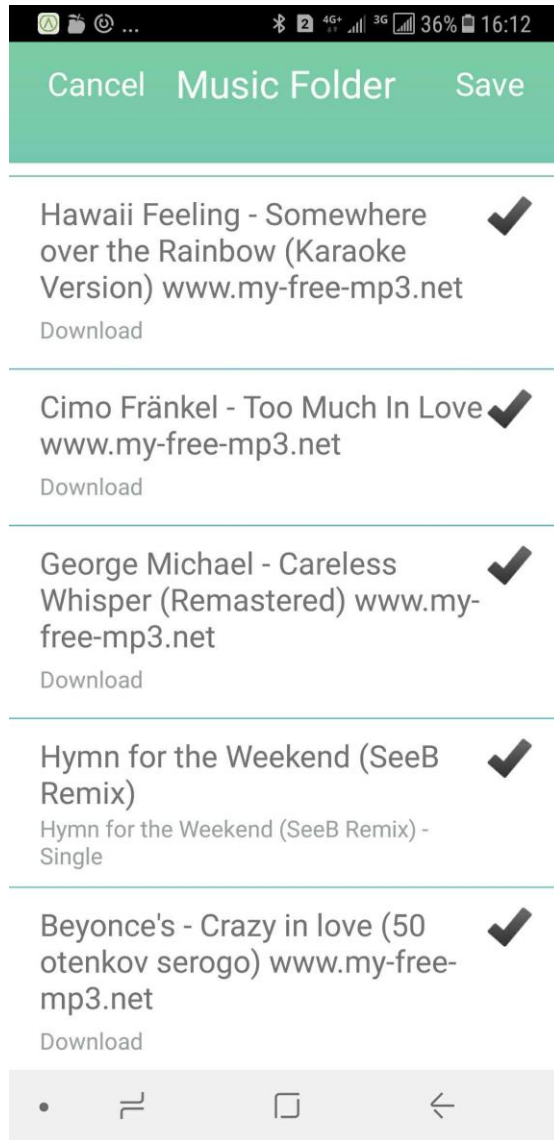 ... 2 4G+ 3G 36% 16:12
Cancel Music Folder Save
Hawaii Feeling - Somewhere
over the Rainbow (Karaoke
Version) www.my-free-mp3.net
Download
Cimo Fränkel - Too Much In Love
www.my-free-mp3.net
Download
George Michael - Careless
Whisper (Remastered) www.my-
free-mp3.net
Download
Hymn for the Weekend (SeeB
Remix)
Hymn for the Weekend (SeeB Remix) -
Single
Beyonce's - Crazy in love (50
otenkov serogo) www.my-free-
mp3.net
Download